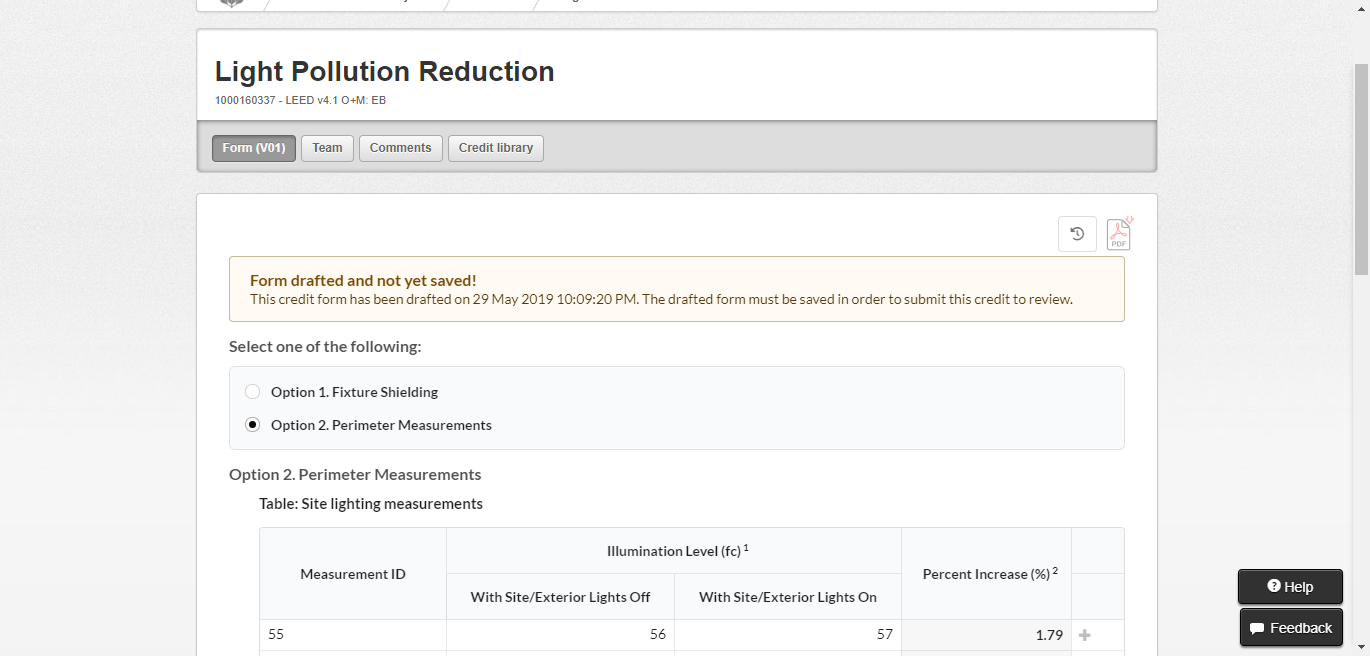 Light Pollution Reduction
1000160337 - LEED v4.1 O+M: EB
Form (V01) Team Comments Credit library
PDF
Form drafted and not yet saved!
This credit form has been drafted on 29 May 2019 10:09:20 PM. The drafted form must be saved in order to submit this credit to review.
Select one of the following:
Option 1. Fixture Shielding
Option 2. Perimeter Measurements
Option 2. Perimeter Measurements
Table: Site lighting measurements
Measurement ID
Illumination Level (fc) 1
With Site/Exterior Lights Off
With Site/Exterior Lights On
Percent Increase (%) 2
55 56 57 1.79
Help
Feedback